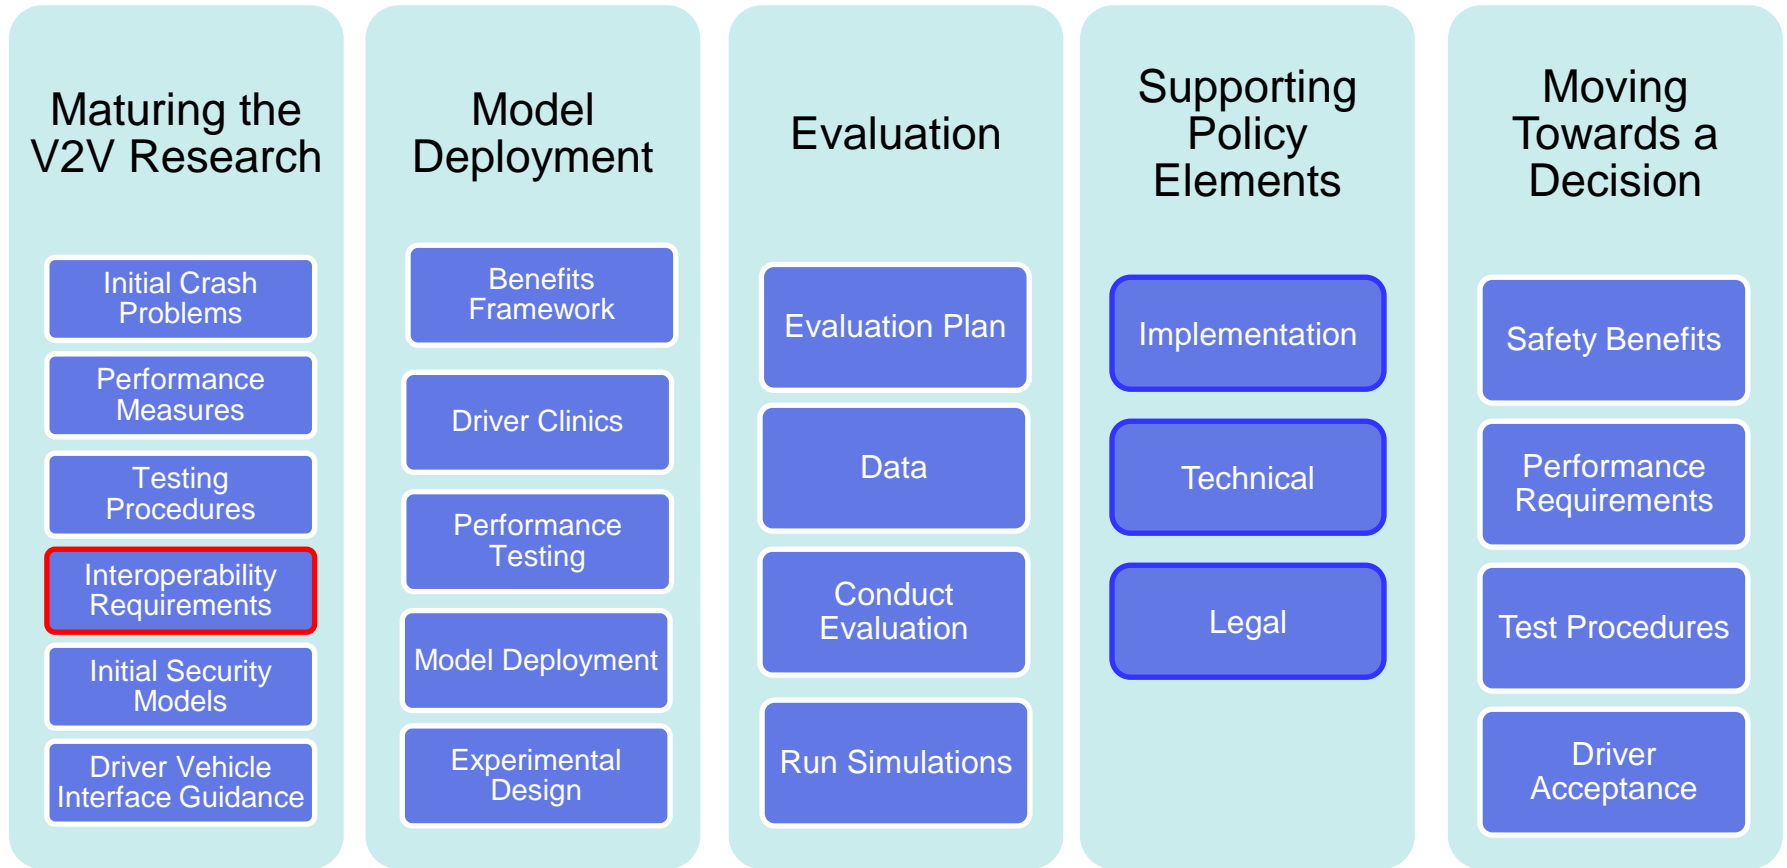 Maturing the
V2V Research
Initial Crash
Problems
Performance
Measures
Testing
Procedures
Interoperability
Requirements
Initial Security
Models
Driver Vehicle
Interface Guidance
Model
Deployment
Benefits
Framework
Driver Clinics
Performance
Testing
Model Deployment
Experimental
Design
Evaluation
Evaluation Plan
Data
Conduct
Evaluation
Run Simulations
Supporting
Policy
Elements
Implementation
Technical
Legal
Moving
Towards a
Decision
Safety Benefits
Performance
Requirements
Test Procedures
Driver
Acceptance